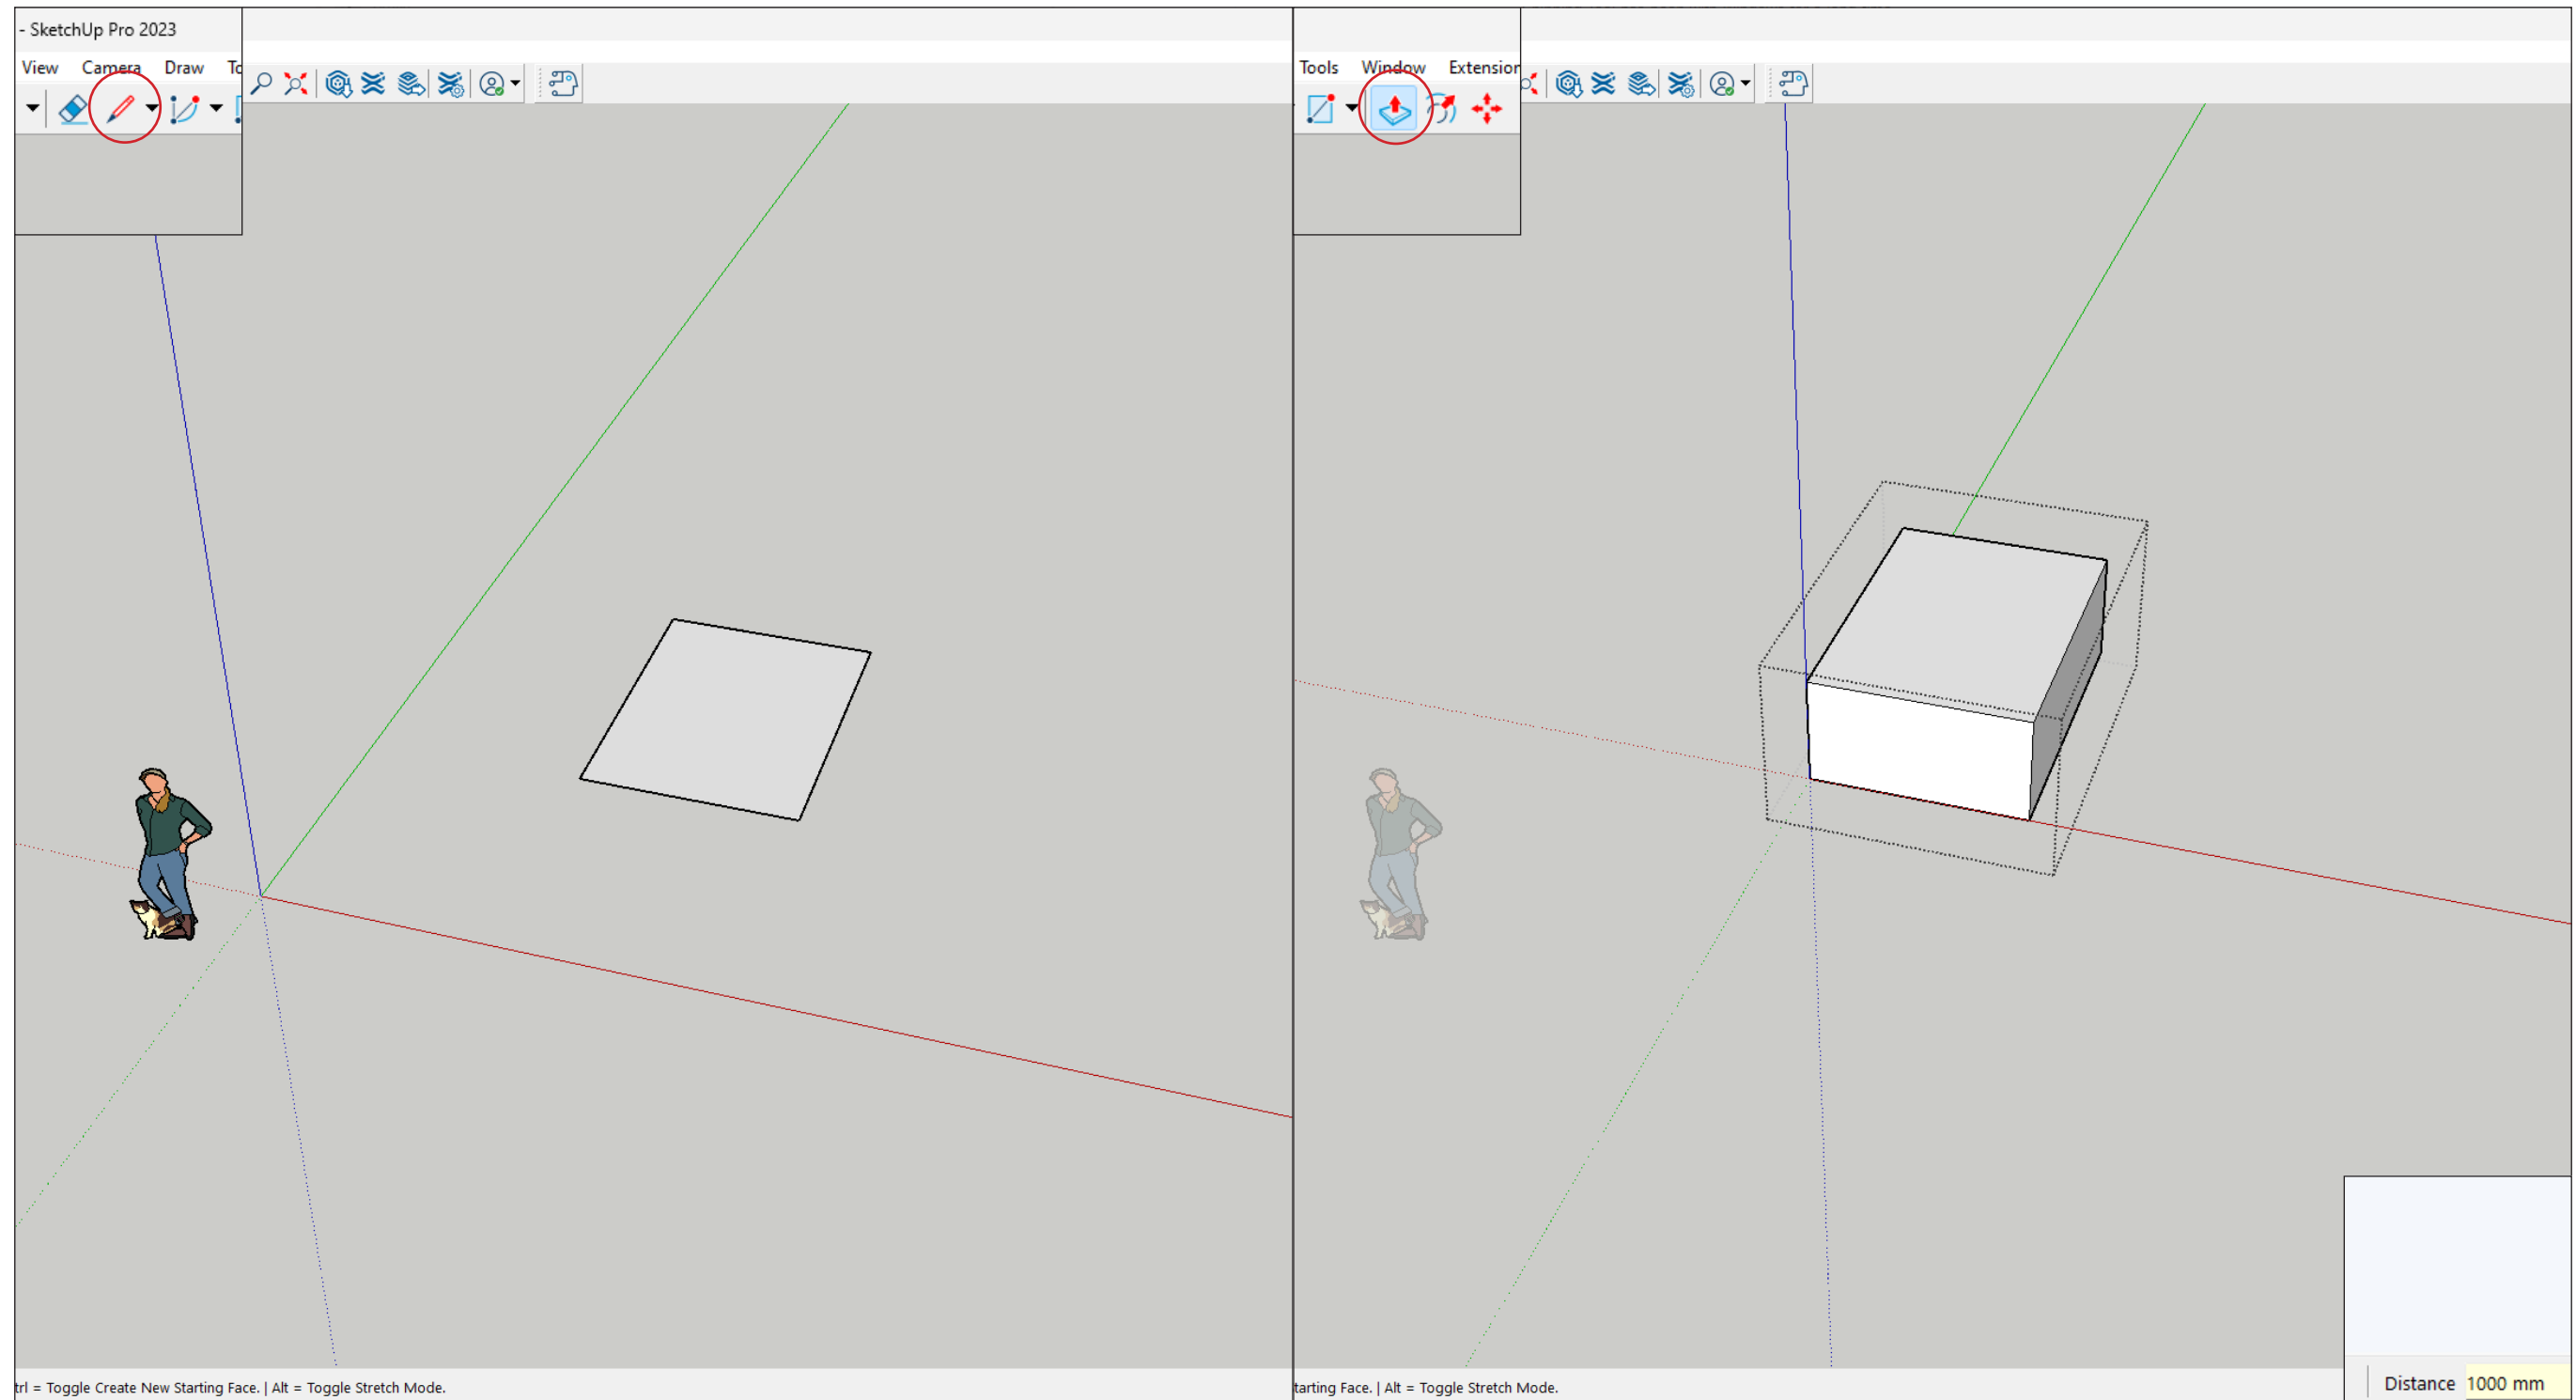 - SketchUp Pro 2023
View Camera Draw To
trl = Toggle Create New Starting Face. | Alt = Toggle Stretch Mode.
Tools Window Extension
tarting Face. | Alt = Toggle Stretch Mode.
Distance 1000 mm